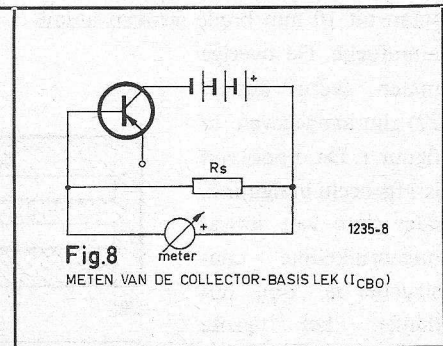 +
Rs
+
1235-8
Fig.8
meter
METEN VAN DE COLLECTOR-BASIS LEK (ICBO)